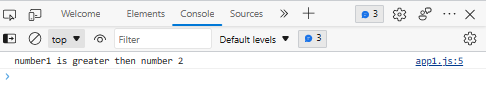 Welcome Elements Console Sources 3
top Filter Default levels 3
number1 is greater then number 2 app1.js:5